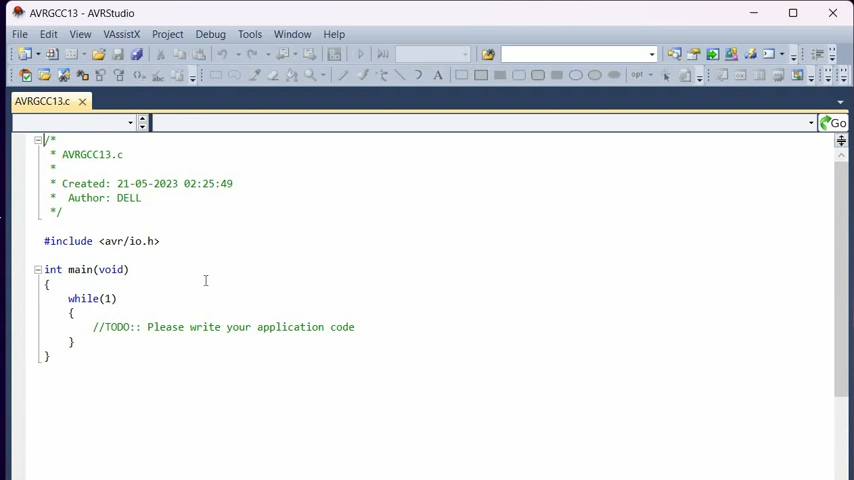 AVRGCC13 - AVRStudio
File Edit View VAssistX Project Debug Tools Window Help
opt
AVRGCC13.c
Go
/*
* AVRGCC13.c
*
* Created: 21-05-2023 02:25:49
* Author: DELL
*/
#include <avr/io.h>
int main(void)
{
while(1)
{
//TODO:: Please write your application code
}
}